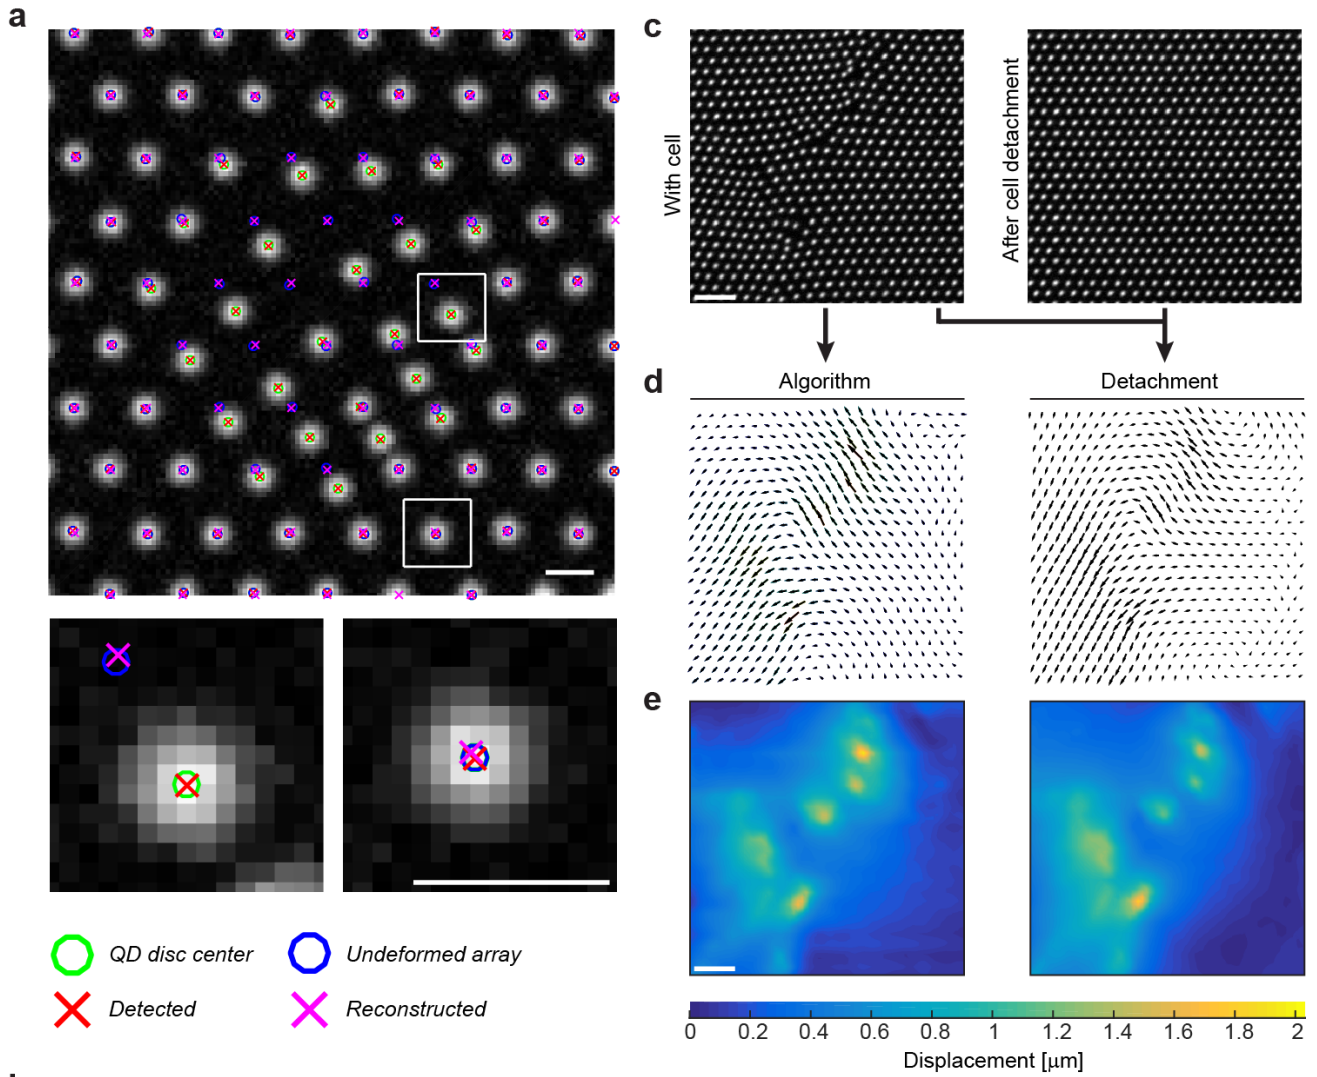 a
QD disc center
Undeformed array
Detected
Reconstructed
c
With cell
After cell detachment
d
Algorithm
Detachment
e
0 0.2 0.4 0.6 0.8 1 1.2 1.4 1.6 1.8 2
Displacement [μm]